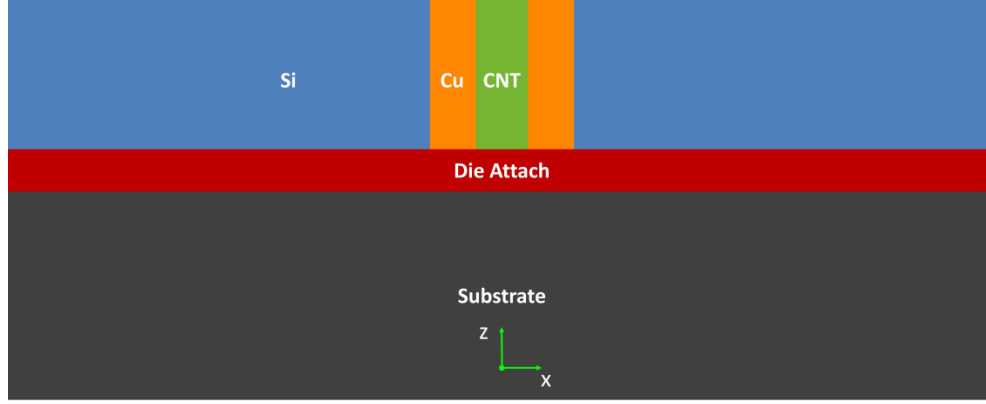 Si
Cu
CNT
Die Attach
Substrate
Z
X